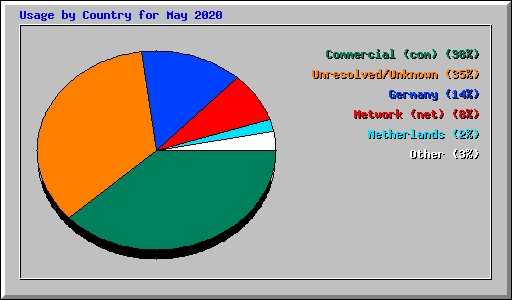 Usage by Country for May 2020
Commercial (com) (38%)
Unresolved/Unknown (35%)
Germany (14%)
Network (net) (8%)
Netherlands (2%)
Other (3%)